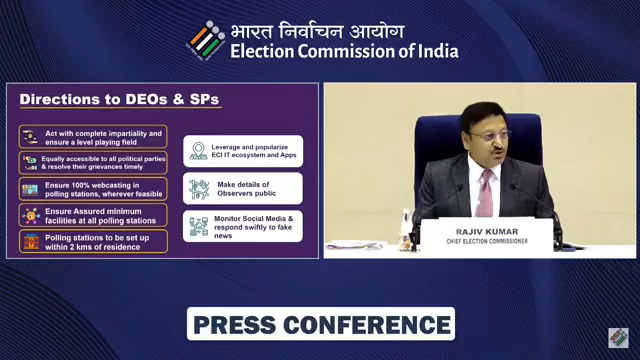 भारत निर्वाचन आयोग
Election Commission of India
Directions to DEOs & SPs
Act with complete impartiality and
ensure a level playing field
Equally accessible to all political parties
& resolve their grievances timely
Ensure 100% webcasting in
polling stations, wherever feasible
Ensure Assured minimum
facilities at all polling stations
Polling stations to be set up
within 2 kms of residence
Leverage and popularize
ECI IT ecosystem and Apps
Make details of
Observers public
Monitor Social Media &
respond swiftly to fake
news
RAJIV KUMAR
CHIEF ELECTION COMMISSIONER
PRESS CONFERENCE